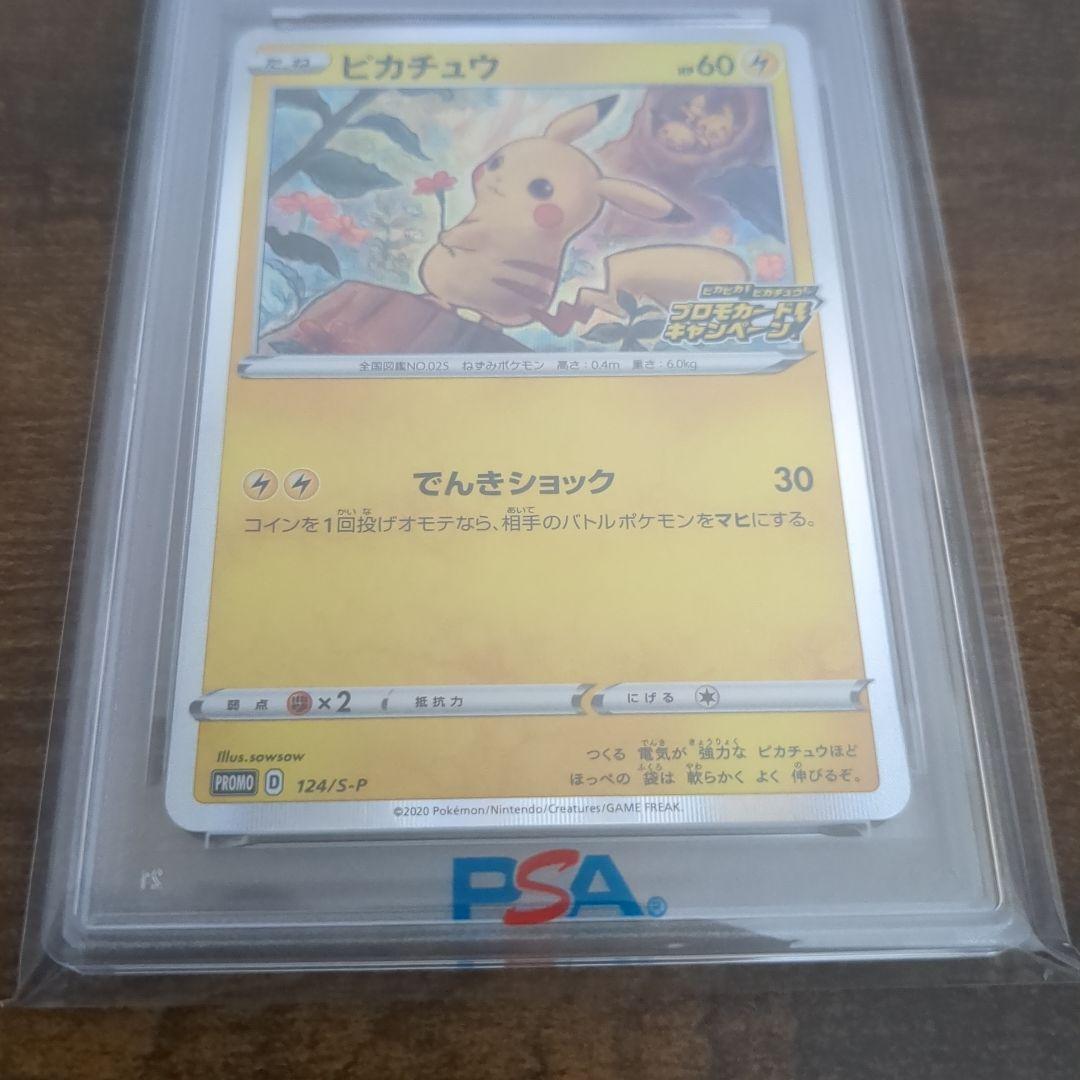 たね ピカチュウ HP60
ピカピカ!ピカチュウ!
プロモカード
キャンペーン!
全国図鑑NO.025 ねずみポケモン 高さ:0.4m 重さ:6.0kg
でんきショック 30
コインを1回投げオモテなら、相手のバトルポケモンをマヒにする。
弱点 ×2 抵抗力 にげる
Illus.sowsow
つくる 電気が 強力な ピカチュウほど
ほっぺの 袋は 軟らかく よく 伸びるぞ。
PROMO D 124/S-P
©2020 Pokémon/Nintendo/Creatures/GAME FREAK.
PSA®